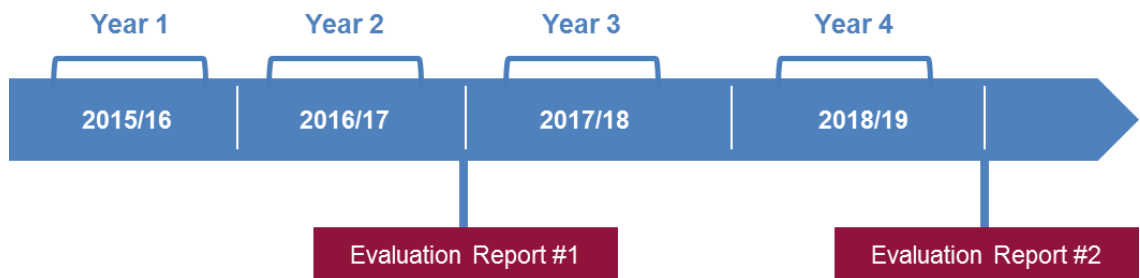 Year 1 Year 2 Year 3 Year 4
2015/16 2016/17 2017/18 2018/19
Evaluation Report #1 Evaluation Report #2